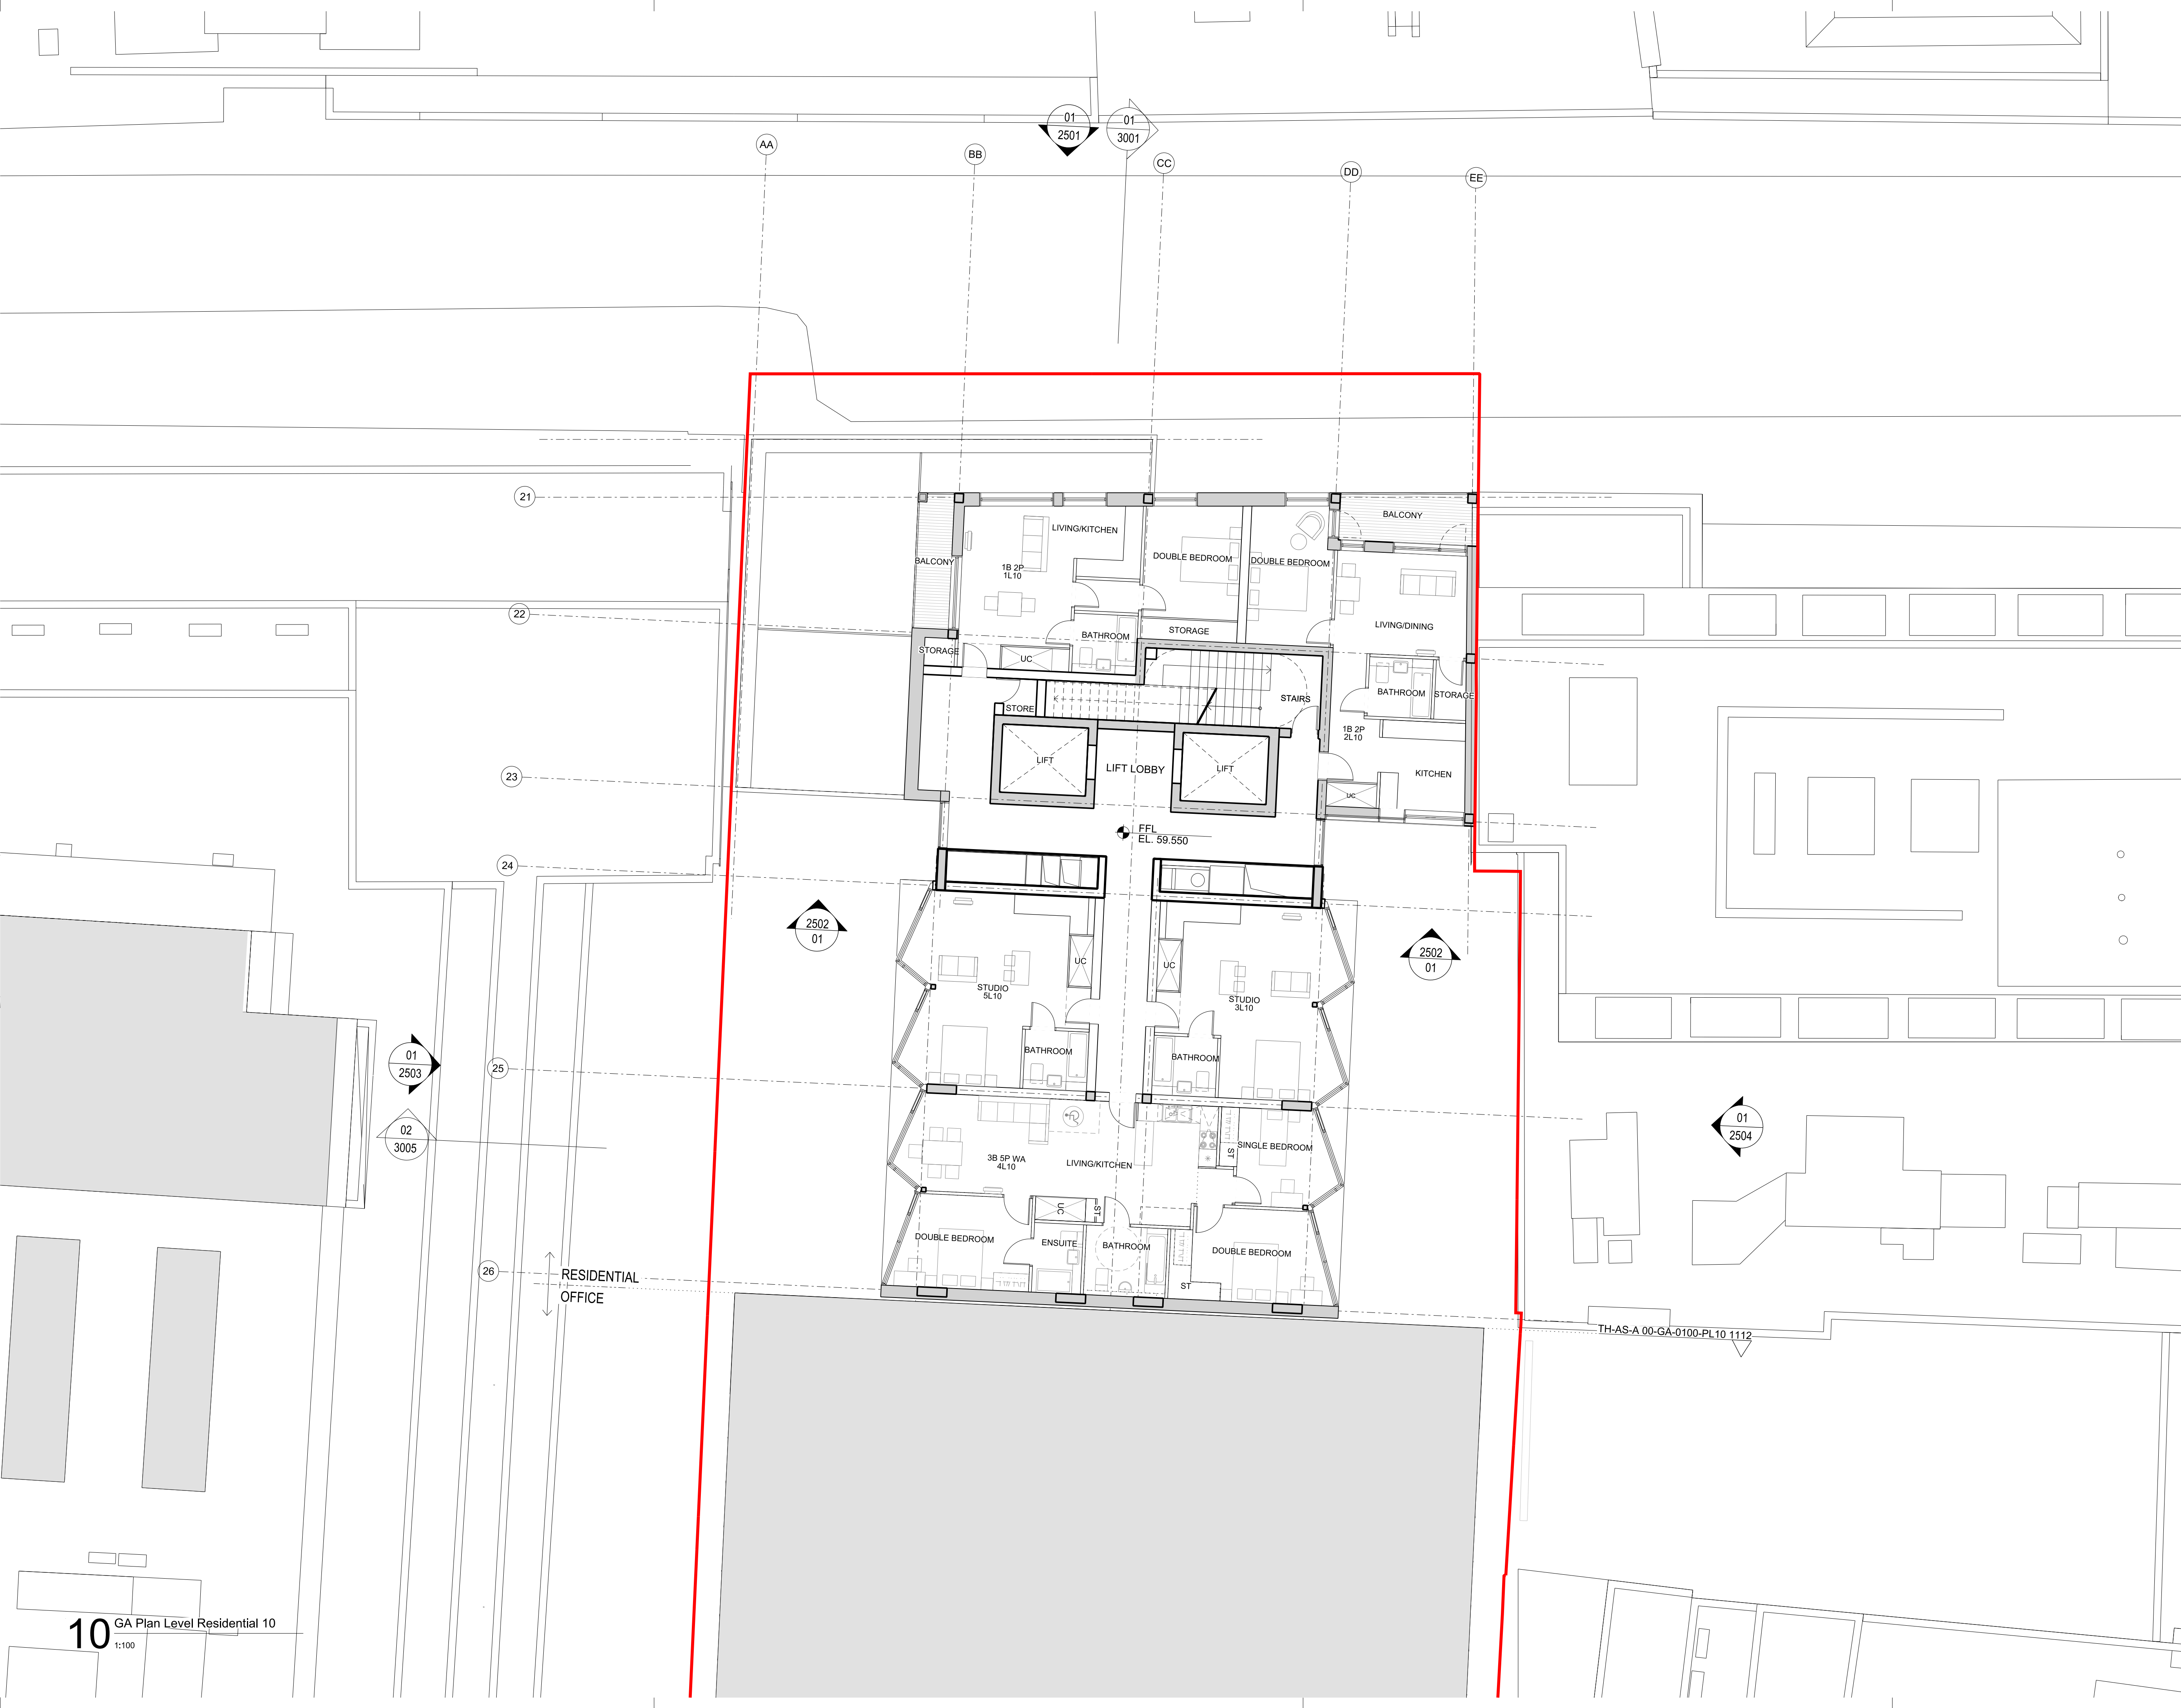 01
2501
01
3001
AA
BB
CC
DD
EE
21
BALCONY
LIVING/KITCHEN
DOUBLE BEDROOM
DOUBLE BEDROOM
BALCONY
1B 2P
1L10
22
LIVING/DINING
BATHROOM
STORAGE
STORAGE
UC
BATHROOM
STORAGE
STAIRS
STORE
1B 2P
2L10
LIFT
LIFT LOBBY
LIFT
KITCHEN
23
UC
FFL
EL. 59.550
24
2502
01
2502
01
UC
UC
STUDIO
5L10
STUDIO
3L10
01
2503
BATHROOM
BATHROOM
25
02
3005
01
2504
SINGLE BEDROOM
ST
3B 5P WA
4L10
LIVING/KITCHEN
UC
ST
DOUBLE BEDROOM
ENSUITE
BATHROOM
DOUBLE BEDROOM
ST
26
RESIDENTIAL
OFFICE
TH-AS-A 00-GA-0100-PL10 1112
10
GA Plan Level Residential 10
1:100